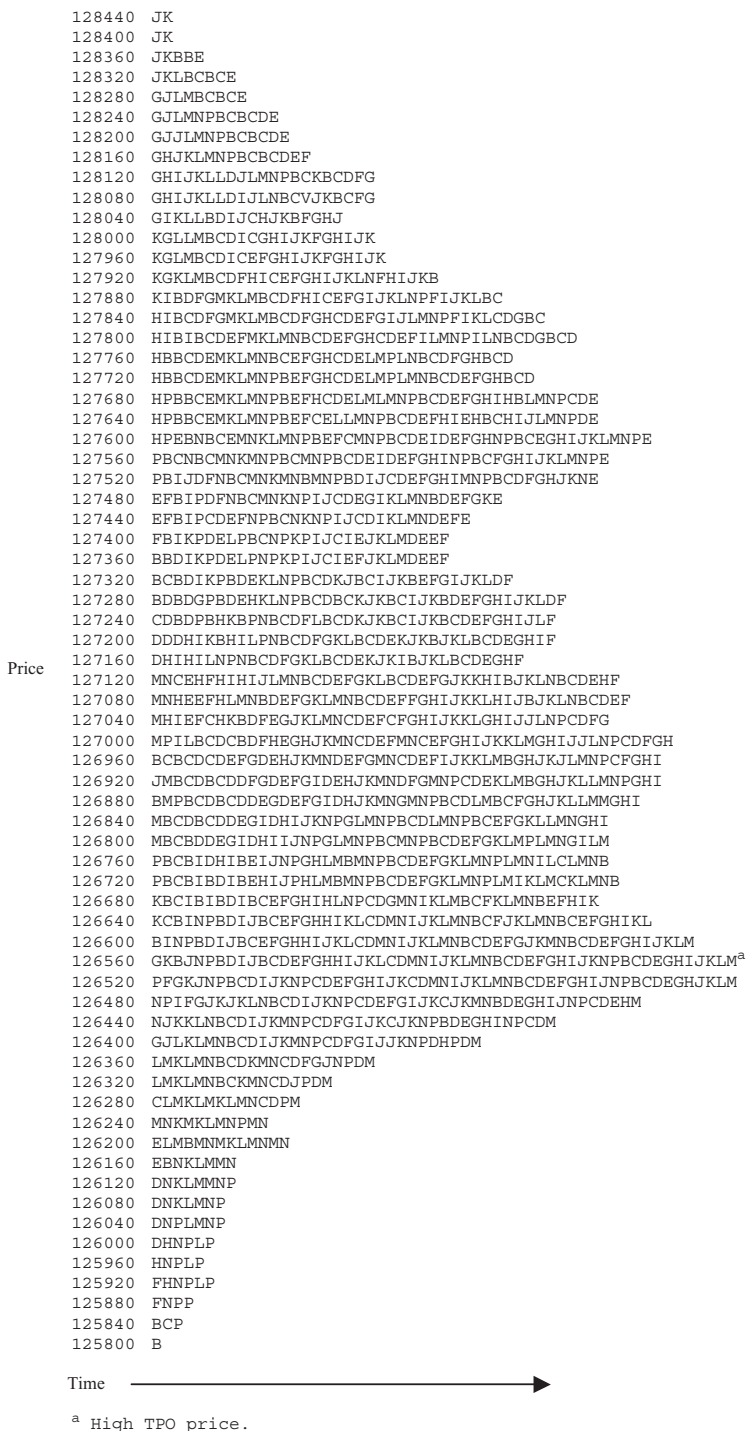 128440 JK
128400 JK
128360 JKBBE
128320 JKLBCBCE
128280 GJLMBCBCE
128240 GJLMNPBCBCDE
128200 GJJLMNPBCBCDE
128160 GHJKLMNPBCBCDEF
128120 GHIJKLLDJLMNPBCKBCDFG
128080 GHIJKLLDIJLNBCVJKBCFG
128040 GIKLLBDIJCHJKBFGHJ
128000 KGLLMBCDICGHIJKFGHIJK
127960 KGLMBCDICEFGHIJKFGHIJK
127920 KGKLMBCDFHICEFGHIJKLNFHIJKB
127880 KIBDFGMKLMBCDFHICEFGIJKLNPFIJKLBC
127840 HIBCDFGMKLMBCDFGHCDEFGIJLMNPFIKLCDGBC
127800 HIBIBCDEFMKLMNBCDEFGHCDEFILMNPILNBCDGBCD
127760 HBBCDEMKLMNBCEFGHCDELMPLNBCDFGHBCD
127720 HBBCDEMKLMNPBEFGHCDELMPLMNBCDEFGHBCD
127680 HPBBCEMKLMNPBEFHCDELMLMNPBCDEFGHIHBLMNPCDE
127640 HPBBCEMKLMNPBEFCELLMNPBCDEFHIEHBCHIJLMNPDE
127600 HPEBNBCEMNKLMNPBEFCMNPBCDEIDEFGHNPBCEGHIJKLMNPE
127560 PBCNBCMNKMNPBCMNPBCDEIDEFGHINPBCFGHIJKLMNPE
127520 PBIJDFNBCMNKMNBMNPBDIJCDEFGHIMNPBCDFGHJKNE
127480 EFBIPDFNBCMNKNPIJCDEGIKLMNBDEFGKE
127440 EFBIPCDEFNPBCNKNPIJCDIKLMNDEFE
127400 FBIKPDELPBCNPKPIJCIEJKLMDEEF
127360 BBDIKPDELPNPKPIJCIEFJKLMDEEF
127320 BCBDIKPBDEKLNPBCDKJBCIJKBEFGIJKLDF
127280 BDBDGPBDEHKLNPBCDBCKJKBCIJKBDEFGHIJKLDF
127240 CDBDPBHKBPNBCDFLBCDKJKBCIJKBCDEFGHIJLF
127200 DDDHIKBHILPNBCDFGKLBCDEKJKBJKLBCDEGHIF
127160 DHIHILNPNBCDFGKLBCDEKJKIBJKLBCDEGHF
Price
127120 MNCEHFHIHIJLMNBCDEFGKLBCDEFGJKKHIBJKLNBCDEHF
127080 MNHEEFHLMNBDEFGKLMNBCDEFFGHIJKKLHIJBJKLNBCDEF
127040 MHIEFCHKBDFEGJKLMNCDEFCFGHIJKKLGHIJJLNPCDFG
127000 MPILBCDCBDFHEGHJKMNCDEFMNCEFGHIJKKLMGHIJJLNPCDFGH
126960 BCBCDCDEFGDEHJKMNDEFGMNCDEFIJKKLMBGHJKJLMNPCFGHI
126920 JMBCDBCDDFGDEFGIDEHJKMNDFGMNPCDEKLMBGHJKLLMNPGHI
126880 BMPBCDBCDDEGDEFGIDHJKMNGMNPBCDLMBCFGHJKLLMMGHI
126840 MBCDBCDDEGIDHIJKNPGLMNPBCDLMNPBCEFGKLLMNGHI
126800 MBCBDDEGIDHIIJNPGLMNPBCMNPBCDEFGKLMPLMNGILM
126760 PBCBIDHIBEIJNPGHLMBMNPBCDEFGKLMNPLMNILCLMNB
126720 PBCBIBDIBEHIJPHLMBMNPBCDEFGKLMNPLMIKLMCKLMNB
126680 KBCIBIBDIBCEFGHIHLNPCDGMNIKLMBCFKLMNBEFHIK
126640 KCBINPBDIJBCEFGHHIKLCDMNIJKLMNBCFJKLMNBCEFGHIKL
126600 BINPBDIJBCEFGHHIJKLCDMNIJKLMNBCDEFGJKMNBCDEFGHIJKLM
126560 GKBJNPBDIJBCDEFGHHIJKLCDMNIJKLMNBCDEFGHIJKNPBCDEGHIJKLMa
126520 PFGKJNPBCDIJKNPCDEFGHIJKCDMNIJKLMNBCDEFGHIJNPBCDEGHJKLM
126480 NPIFGJKJKLNBCDIJKNPCDEFGIJKCJKMNBDEGHIJNPCDEHM
126440 NJKKLNBCDIJKMNPCDFGIJKCJKNPBDEGHINPCDM
126400 GJLKLMNBCDIJKMNPCDFGIJJKNPDHPDM
126360 LMKLMNBCDKMNCDFGJNPDM
126320 LMKLMNBCKMNCDJPDM
126280 CLMKLMKLMNCDPM
126240 MNKMKLMNPMN
126200 ELMBMNMKLMNMN
126160 EBNKLMMN
126120 DNKLMMNP
126080 DNKLMNP
126040 DNPLMNP
126000 DHNPLP
125960 HNPLP
125920 FHNPLP
125880 FNPP
125840 BCP
125800 B
Time
a High TPO price.